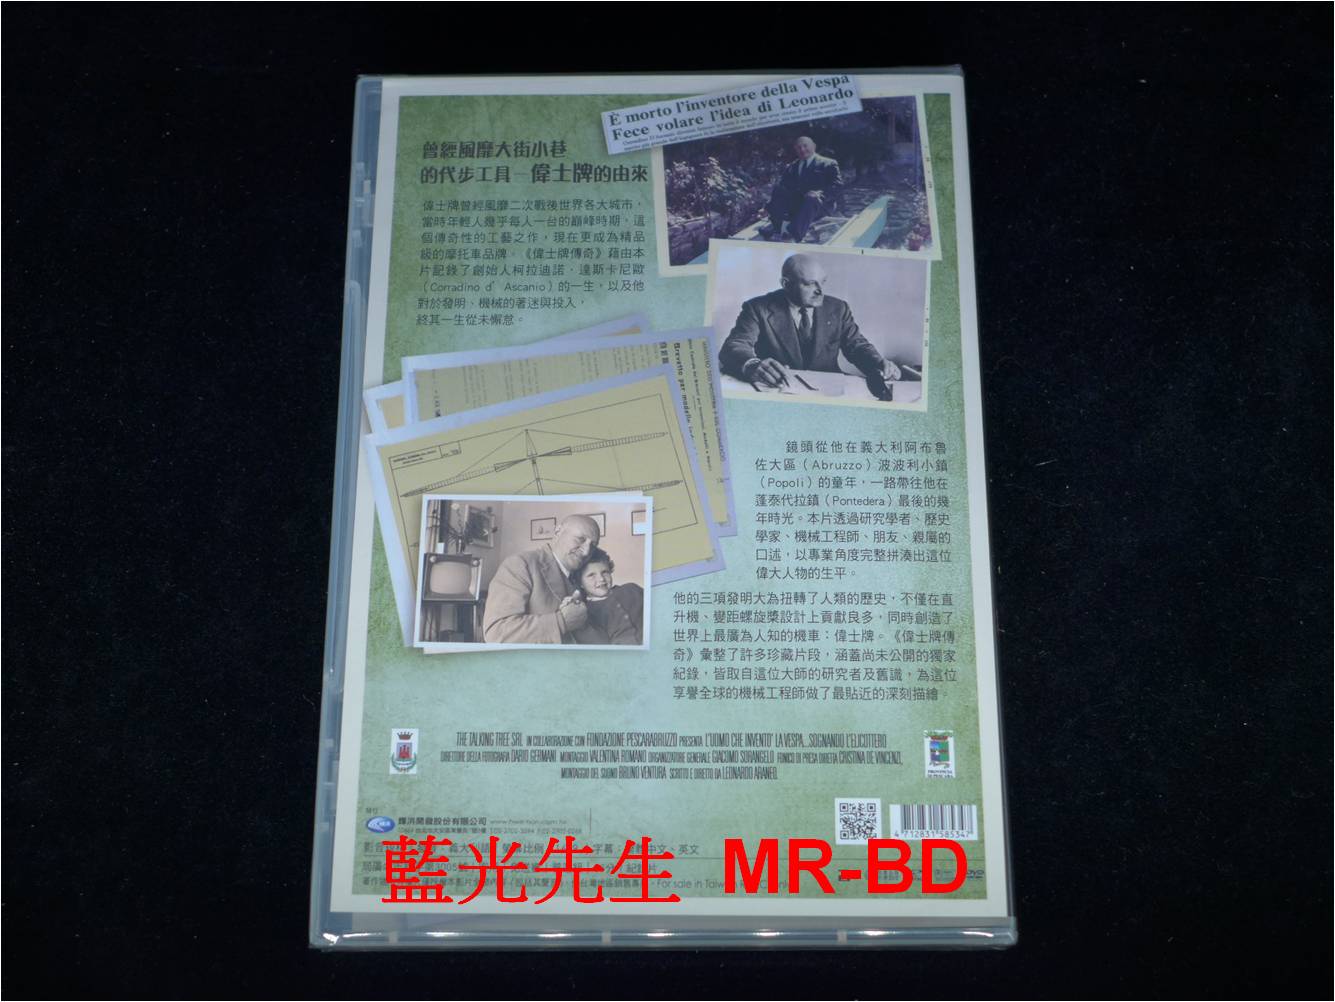 È morto l'inventore della Vespa
Fece volare l'idea di Leonardo
曾經風靡大街小巷
的代步工具—偉士牌的由來
偉士牌曾經風靡二次戰後世界各大城市，
當時年輕人幾乎每人一台的巔峰時期，這
個傳奇性的工藝之作，現在更成為精品
級的摩托車品牌。《偉士牌傳奇》藉由本
片記錄了創始人柯拉迪諾．達斯卡尼歐
（Corradino d' Ascanio）的一生，以及他
對於發明、機械的著迷與投入，
終其一生從未懈怠。
Brevetto per modello
鏡頭從他在義大利阿布魯
佐大區（Abruzzo）波波利小鎮
（Popoli）的童年，一路帶往他在
蓬泰代拉鎮（Pontedera）最後的幾
年時光。本片透過研究學者、歷史
學家、機械工程師、朋友、親屬的
口述，以專業角度完整拼湊出這位
偉大人物的生平。
他的三項發明大為扭轉了人類的歷史，不僅在直
升機、變距螺旋槳設計上貢獻良多，同時創造了
世界上最廣為人知的機車：偉士牌。《偉士牌傳
奇》彙整了許多珍藏片段，涵蓋尚未公開的獨家
紀錄，皆取自這位大師的研究者及舊識，為這位
享譽全球的機械工程師做了最貼近的深刻描繪。
THE TALKING TREE SRL IN COLLABORAZIONE CON FONDAZIONE PESCARABRUZZO PRESENTA L'UOMO CHE INVENTO' LA VESPA...SOGNANDO L'ELICOTTERO
DIRETTORE DELLA FOTOGRAFIA DARIO GERMANI MONTAGGIO VALENTINA ROMANO ORGANIZZATORE GENERALE GIACOMO SORANGELO FONICO DI PRESA DIRETTA CRISTINA DE VINCENZI,
MONTAGGIO DEL SUONO BRUNO VENTURA SCRITTO E DIRETTO DA LEONARDO ARANEO.
發行
輝洪開發股份有限公司
4 712831 585347
中文、英文
For sale in Taiwan
藍光先生 MR-BD